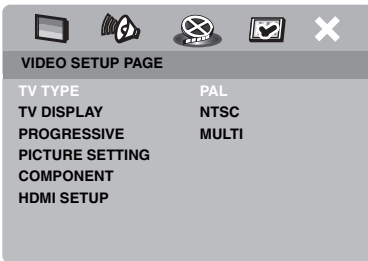 VIDEO SETUP PAGE
TV TYPE PAL
TV DISPLAY NTSC
PROGRESSIVE MULTI
PICTURE SETTING
COMPONENT
HDMI SETUP